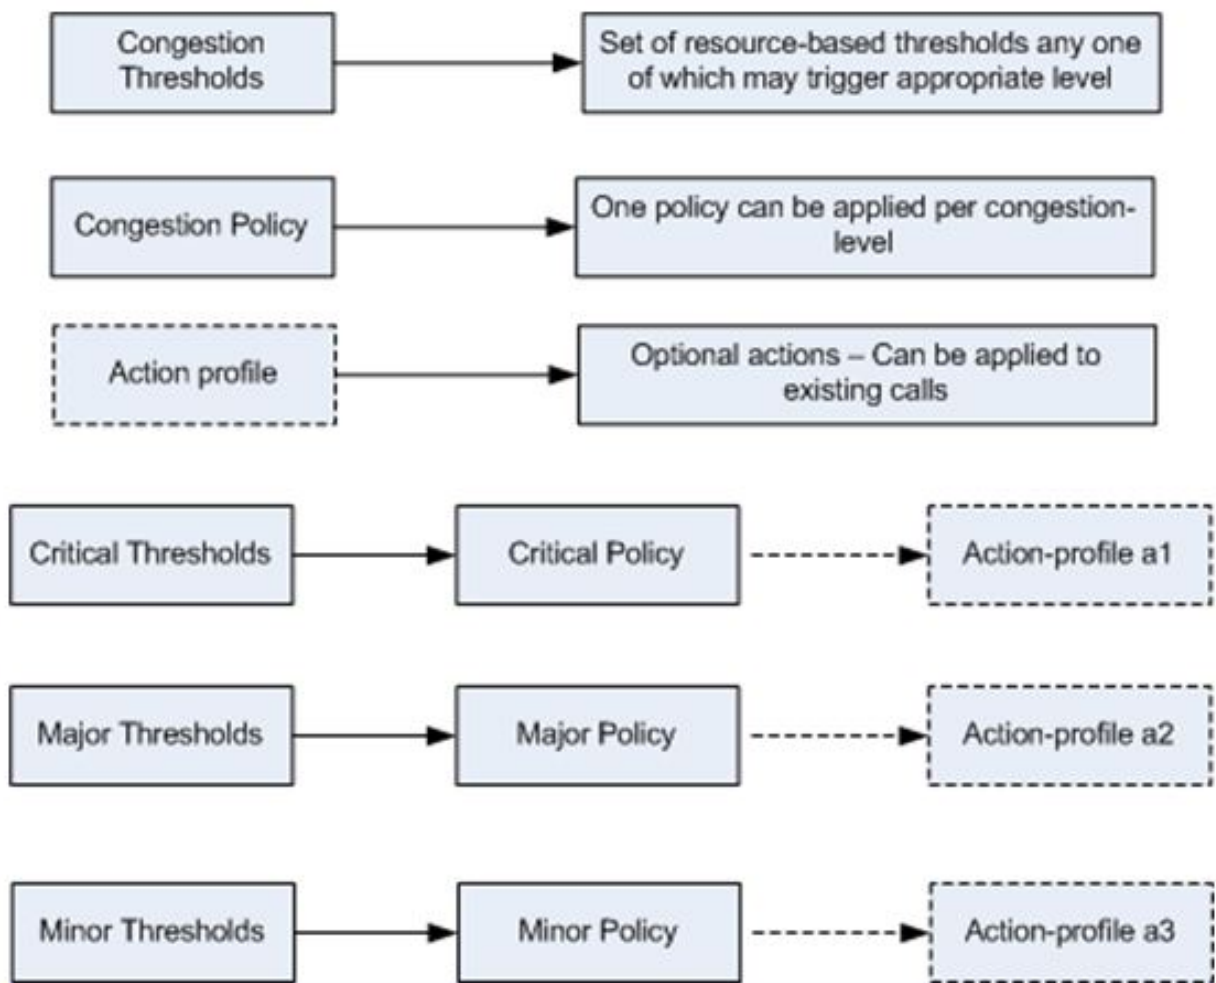 Congestion
Thresholds
Set of resource-based thresholds any one
of which may trigger appropriate level
Congestion Policy
One policy can be applied per congestion-
level
Action profile
Optional actions – Can be applied to
existing calls
Critical Thresholds
Critical Policy
Action-profile a1
Major Thresholds
Major Policy
Action-profile a2
Minor Thresholds
Minor Policy
Action-profile a3